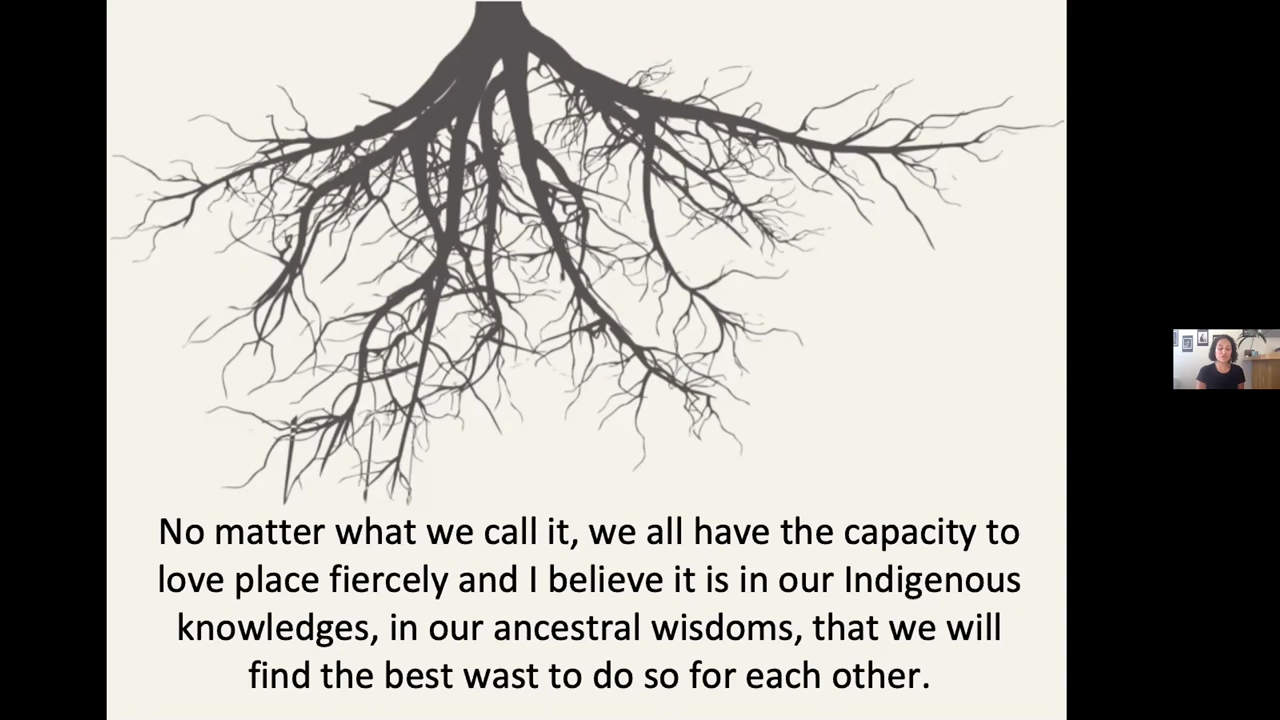 No matter what we call it, we all have the capacity to
love place fiercely and I believe it is in our Indigenous
knowledges, in our ancestral wisdoms, that we will
find the best wast to do so for each other.